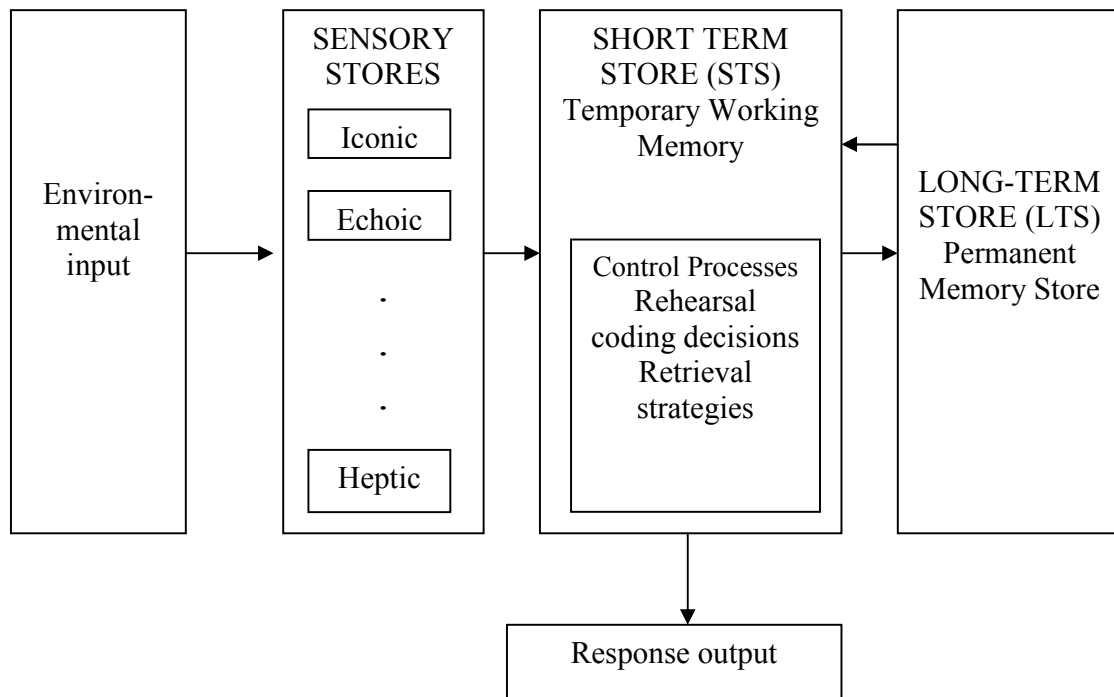 Environ-
mental
input
SENSORY
STORES
Iconic
Echoic
.
.
.
Heptic
SHORT TERM
STORE (STS)
Temporary Working
Memory
Control Processes
Rehearsal
coding decisions
Retrieval
strategies
LONG-TERM
STORE (LTS)
Permanent
Memory Store
Response output